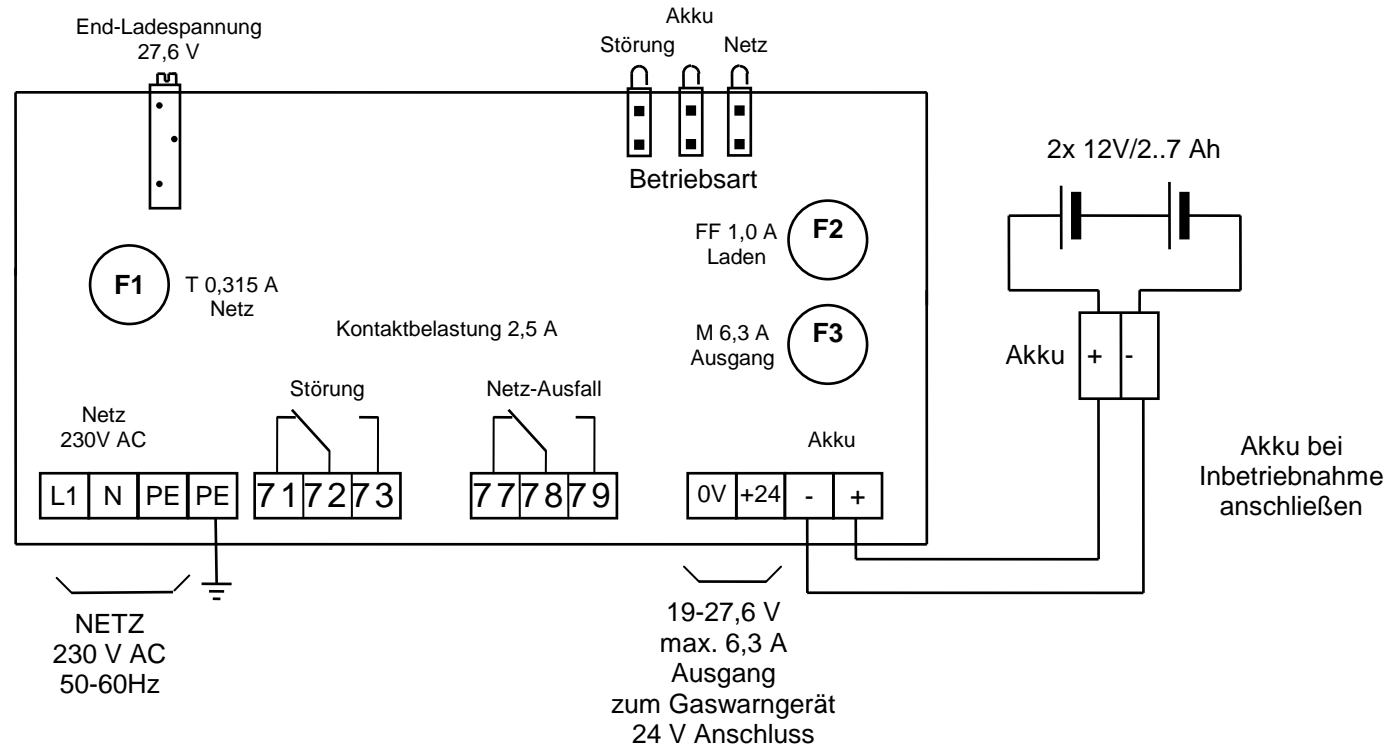 End-Ladespannung
27,6 V
Akku
Störung
Netz
Betriebsart
2x 12V/2..7 Ah
F1
T 0,315 A
Netz
FF 1,0 A
Laden
F2
Kontaktbelastung 2,5 A
M 6,3 A
Ausgang
F3
Akku
+ -
Störung
Netz-Ausfall
Netz
230V AC
Akku
L1 N PE PE
71 72 73
77 78 79
0V +24 - +
Akku bei
Inbetriebnahme
anschließen
NETZ
230 V AC
50-60Hz
19-27,6 V
max. 6,3 A
Ausgang
zum Gaswarngerät
24 V Anschluss